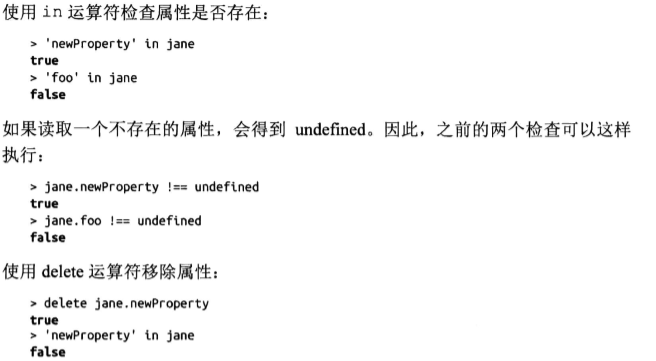 使用 in 运算符检查属性是否存在：
> 'newProperty' in jane
true
> 'foo' in jane
false
如果读取一个不存在的属性，会得到 undefined。因此，之前的两个检查可以这样
执行：
> jane.newProperty !== undefined
true
> jane.foo !== undefined
false
使用 delete 运算符移除属性：
> delete jane.newProperty
true
> 'newProperty' in jane
false